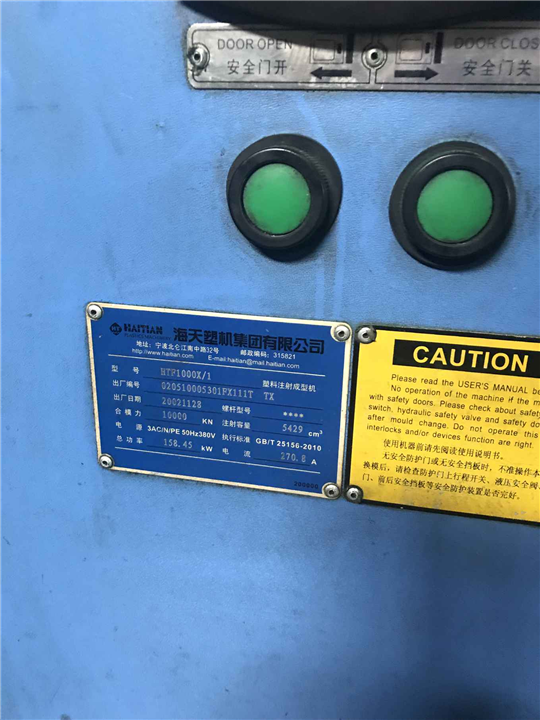 DOOR OPEN
DOOR CLOS
安全门开
安全门关
HAITIAN
海天塑机集团有限公司
地址: 宁波北仑江南中路32号 邮政编码: 315821
http://www.haitian.com E-mail:haitian@mail.haitian.com
型号 HTF1000X/1 塑料注射成型机
出厂编号 02051000530 TX
出厂日期 20021128 螺杆型号 ****
合模力 10000 KN 注射容量 5429 cm³
电源 3AC/N/PE 50Hz380V 执行标准 GB/T 25156-2010
总功率 158.45 kW 电流 270.8 A
CAUTION
Please read the USER'S MANUAL be
No operation of the machine if the m
with safety doors. Please check about safety
switch, hydraulic safety valve and safety do
after mould change. Do not operate this
interlocks and/or devices function are right.
使用机器前请先阅读使用说明书。
无安全防护门或无安全挡板时,不准操作本
换模后,请检查防护门上行程开关、液压安全阀、
门、前后安全挡板等安全防护装置是否完好。